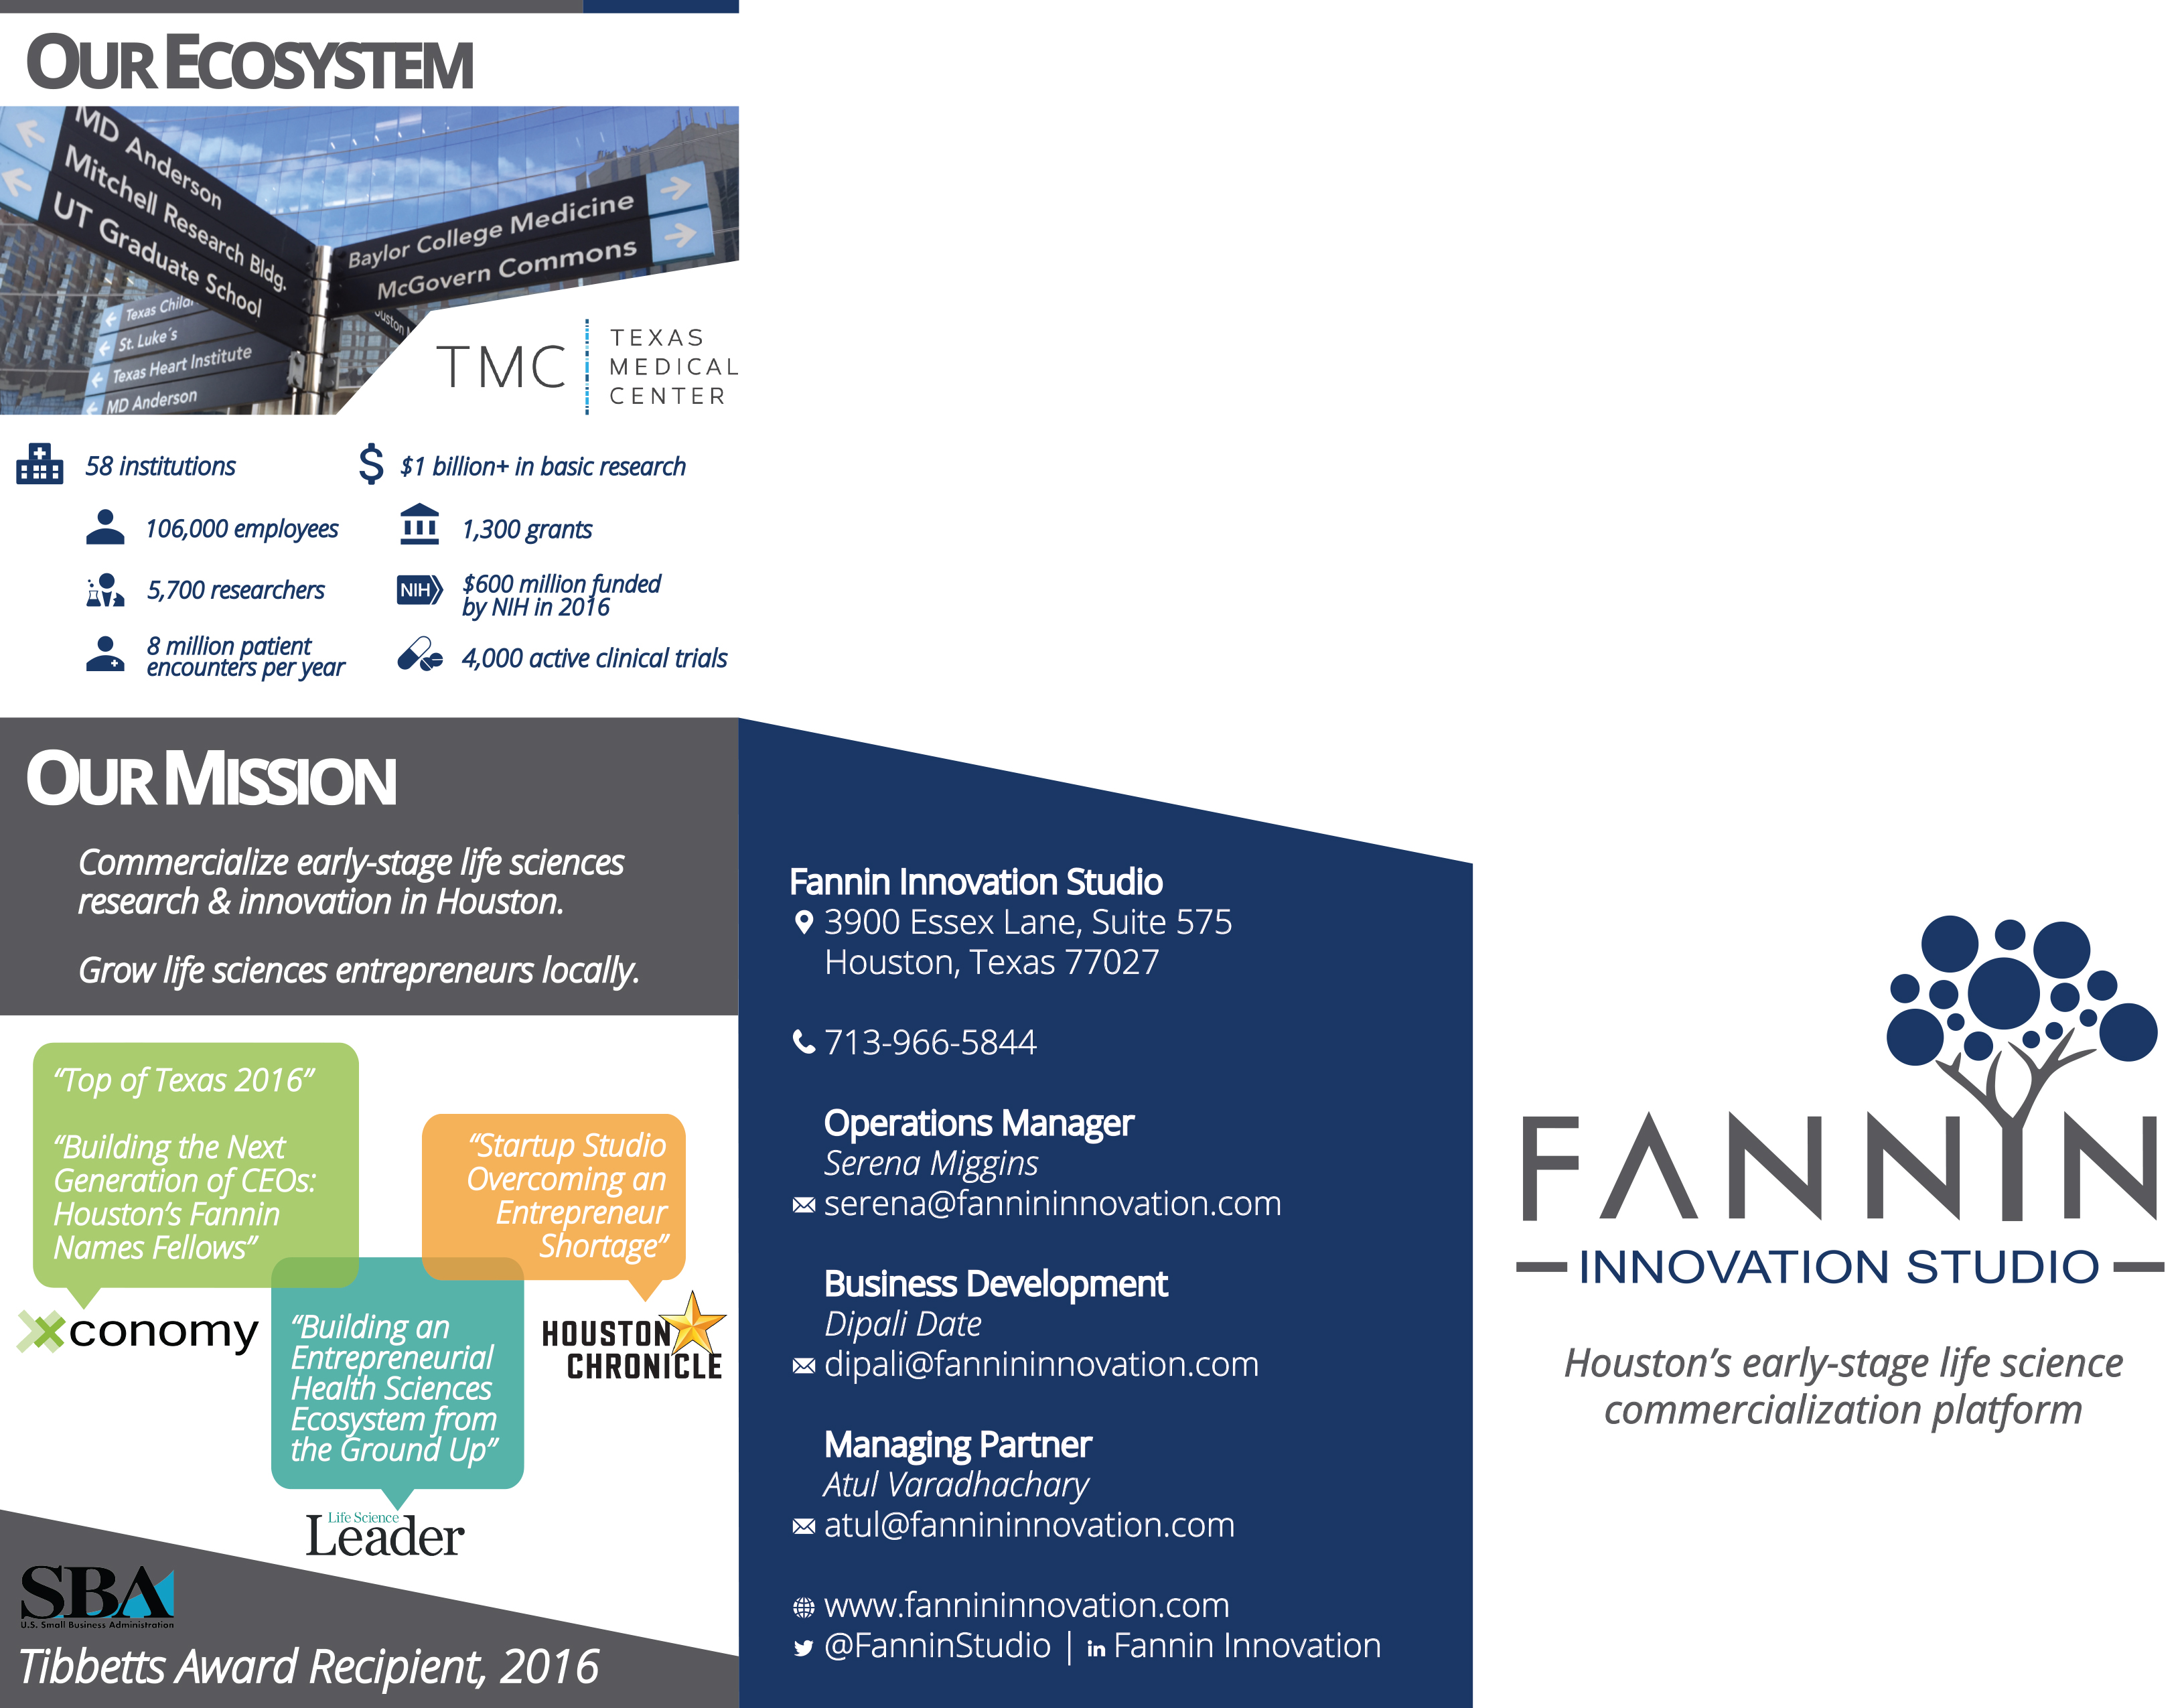 OUR ECOSYSTEM
MD Anderson
Mitchell Research Bldg.
UT Graduate School
Baylor College Medicine
McGovern Commons
Texas
St. Luke's
Texas Heart Institute
MD Anderson
TMC
TEXAS
MEDICAL
CENTER
58 institutions
106,000 employees
5,700 researchers
8 million patient
encounters per year
$1 billion+ in basic research
1,300 grants
NIH
$600 million funded
by NIH in 2016
4,000 active clinical trials
OUR MISSION
Commercialize early-stage life sciences
research & innovation in Houston.
Grow life sciences entrepreneurs locally.
“Top of Texas 2016”
“Building the Next
Generation of CEOs:
Houston’s Fannin
Names Fellows”
xconomy
“Startup Studio
Overcoming an
Entrepreneur
Shortage”
HOUSTON
CHRONICLE
“Building an
Entrepreneurial
Health Sciences
Ecosystem from
the Ground Up”
Life Science
Leader
SBA
U.S. Small Business Administration
Tibbetts Award Recipient, 2016
Fannin Innovation Studio
3900 Essex Lane, Suite 575
Houston, Texas 77027
713-966-5844
Operations Manager
Serena Miggins
serena@fannininnovation.com
Business Development
Dipali Date
dipali@fannininnovation.com
Managing Partner
Atul Varadhachary
atul@fannininnovation.com
www.fannininnovation.com
@FanninStudio | in Fannin Innovation
FANNIN
INNOVATION STUDIO
Houston’s early-stage life science
commercialization platform